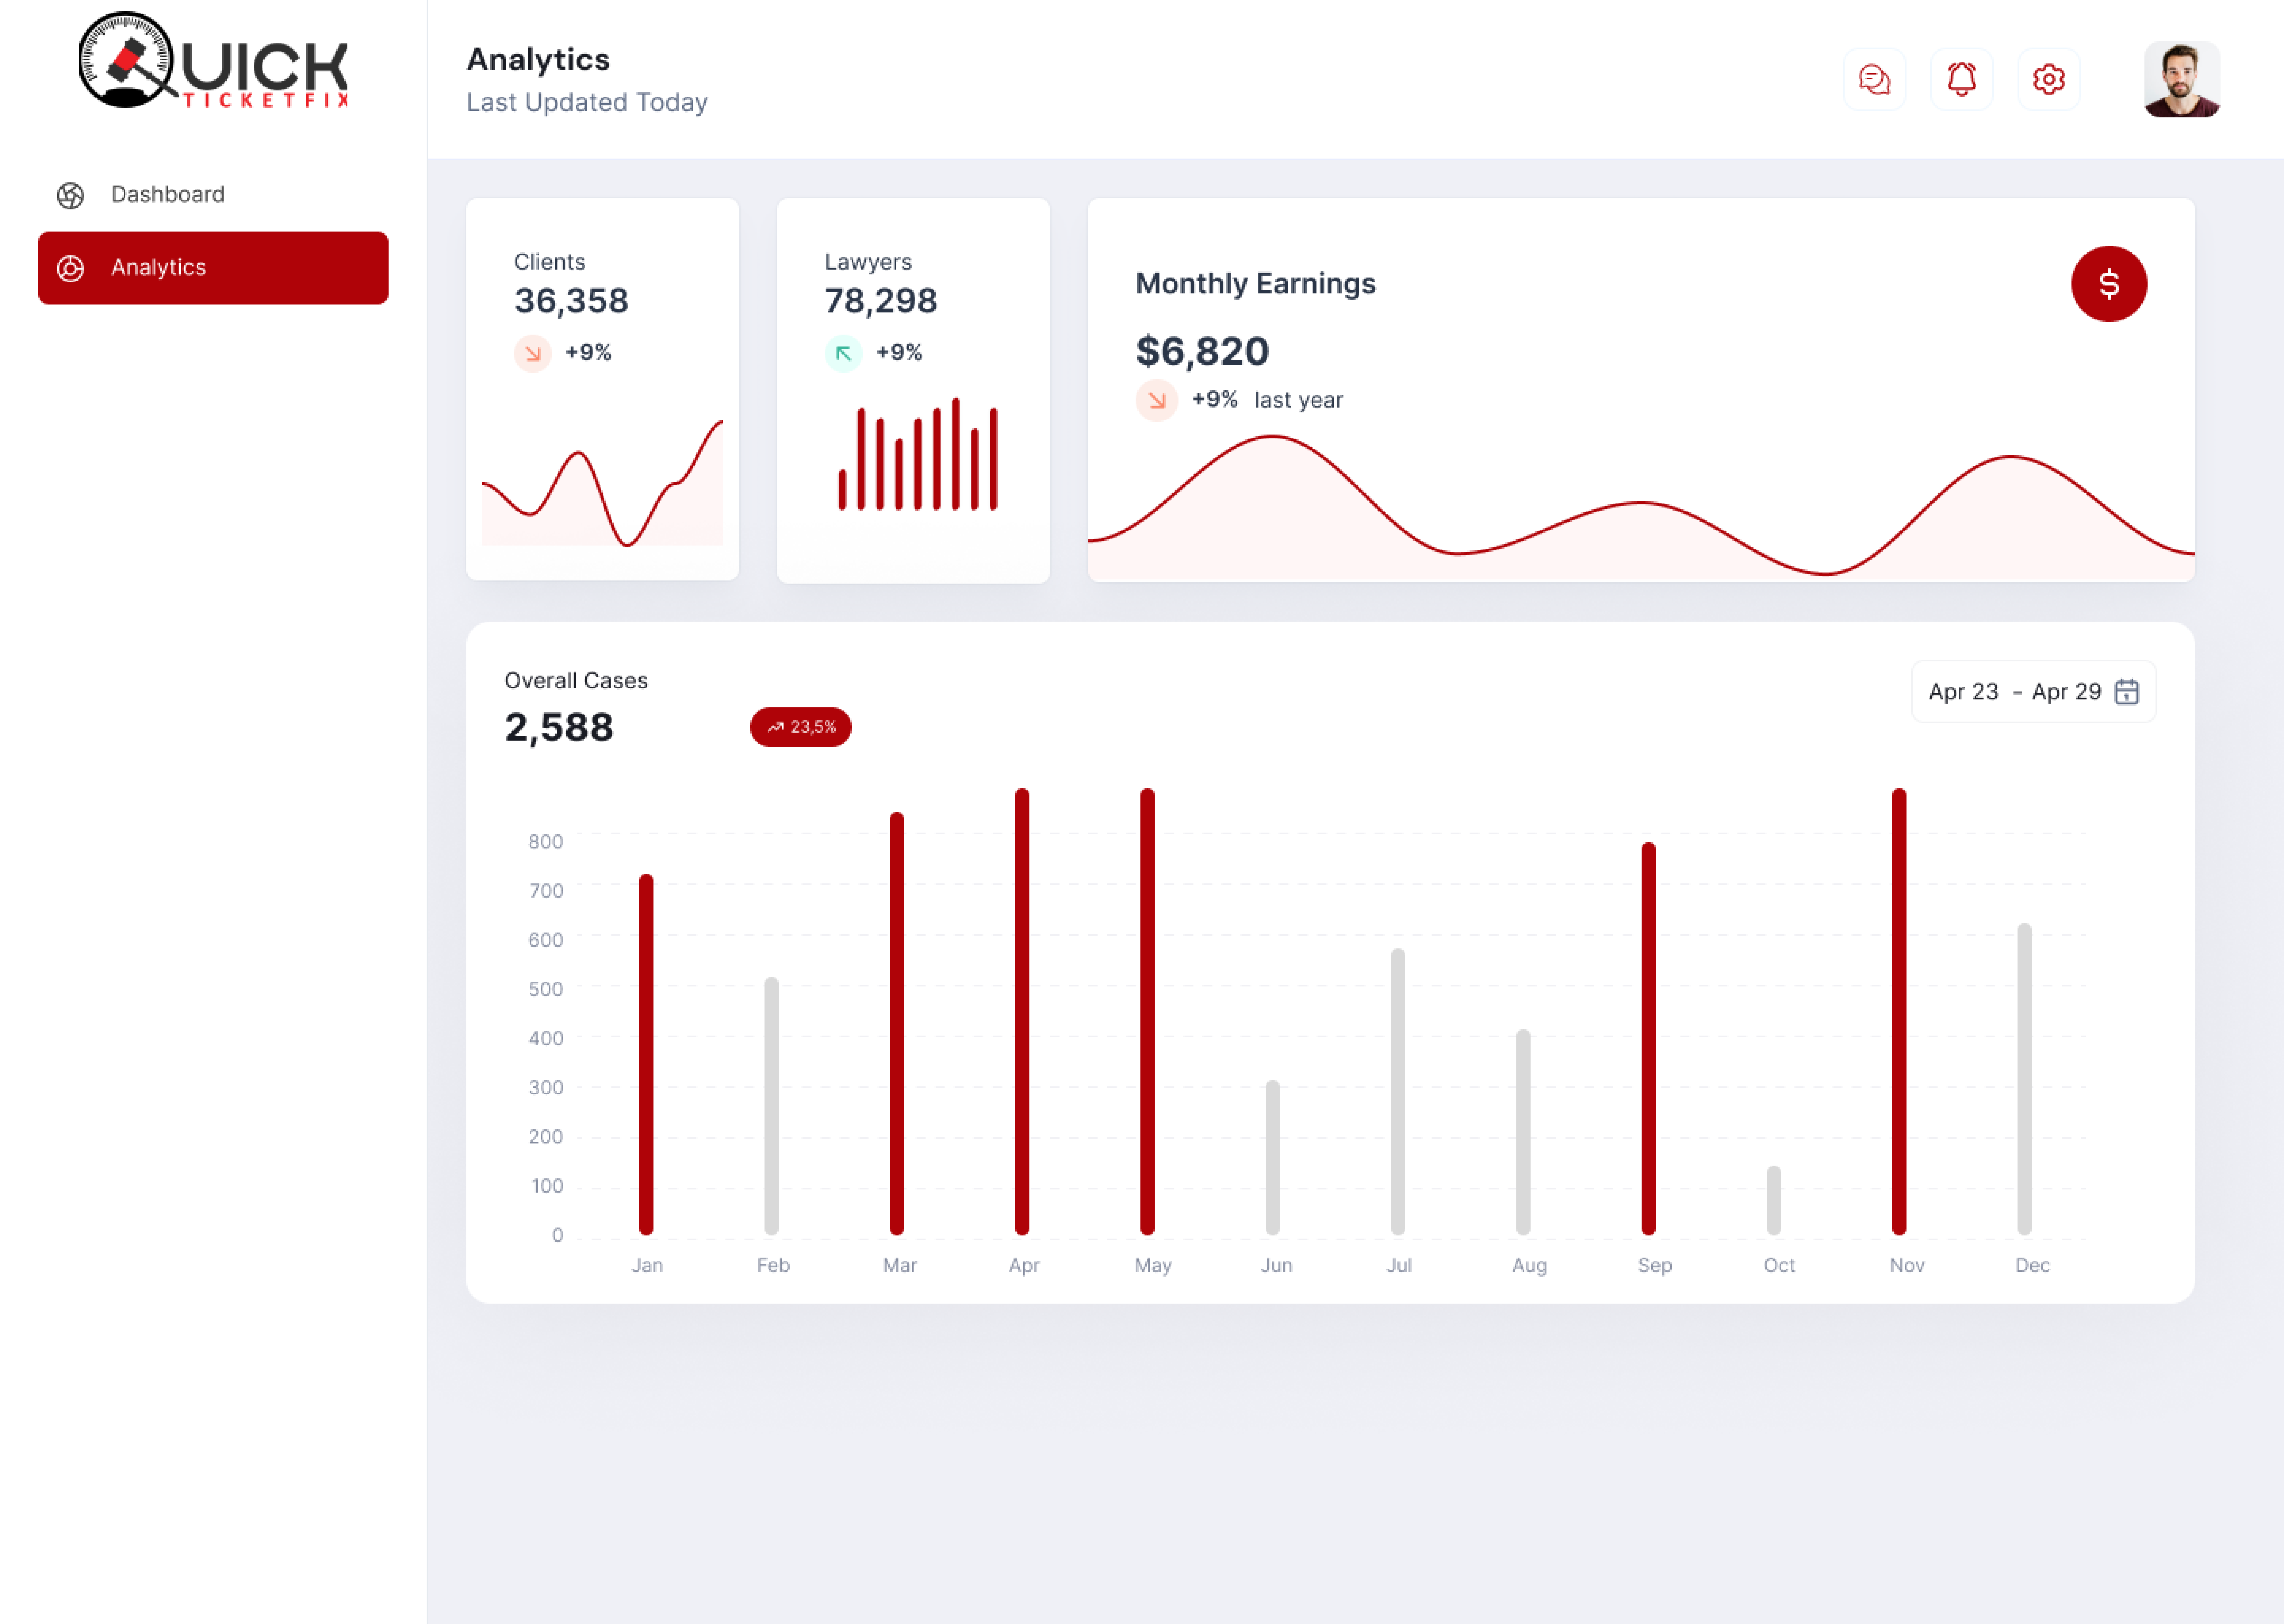 QUICK
TICKETFIX
Dashboard
Analytics
Analytics
Last Updated Today
Clients
36,358
+9%
Lawyers
78,298
+9%
Monthly Earnings
$
$6,820
+9% last year
Overall Cases
2,588
23,5%
Apr 23 – Apr 29
1
800
700
600
500
400
300
200
100
0
Jan Feb Mar Apr May Jun Jul Aug Sep Oct Nov Dec